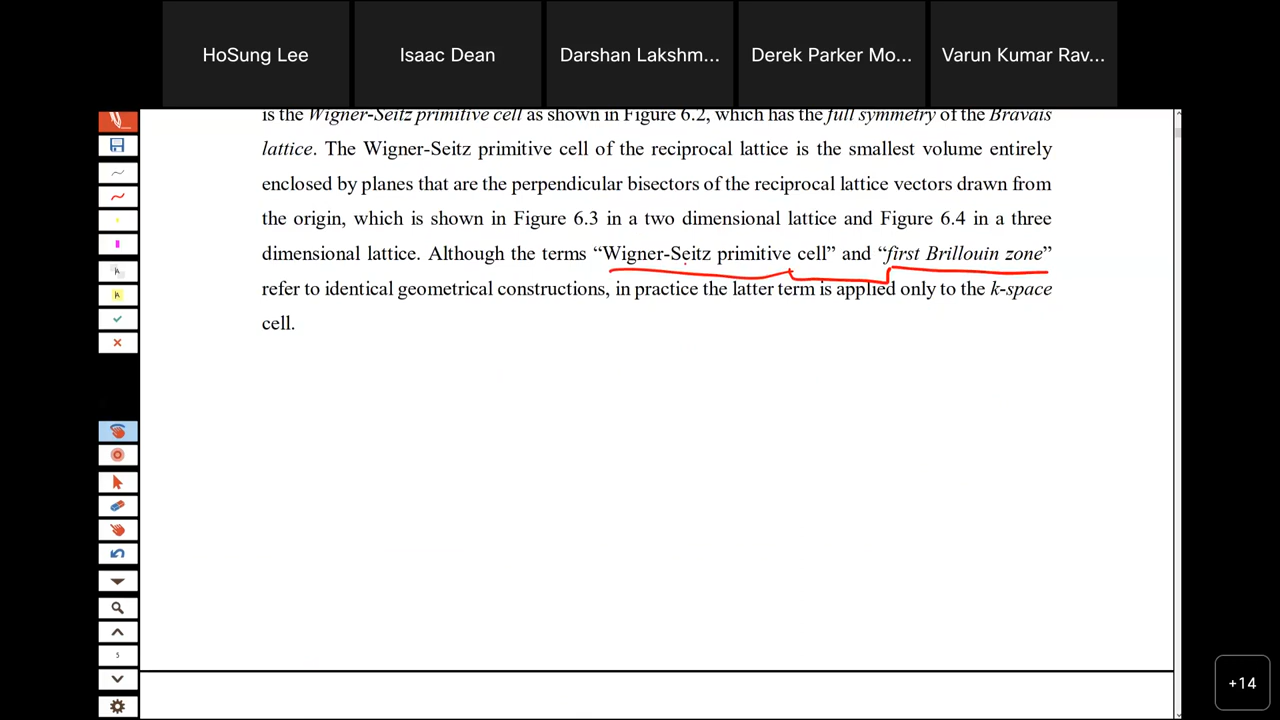 HoSung Lee
Isaac Dean
Darshan Lakshm...
Derek Parker Mo...
Varun Kumar Rav...
is the Wigner-Seitz primitive cell as shown in Figure 6.2, which has the full symmetry of the Bravais
lattice. The Wigner-Seitz primitive cell of the reciprocal lattice is the smallest volume entirely
enclosed by planes that are the perpendicular bisectors of the reciprocal lattice vectors drawn from
the origin, which is shown in Figure 6.3 in a two dimensional lattice and Figure 6.4 in a three
dimensional lattice. Although the terms “Wigner-Seitz primitive cell” and “first Brillouin zone”
refer to identical geometrical constructions, in practice the latter term is applied only to the k-space
cell.
5
+14